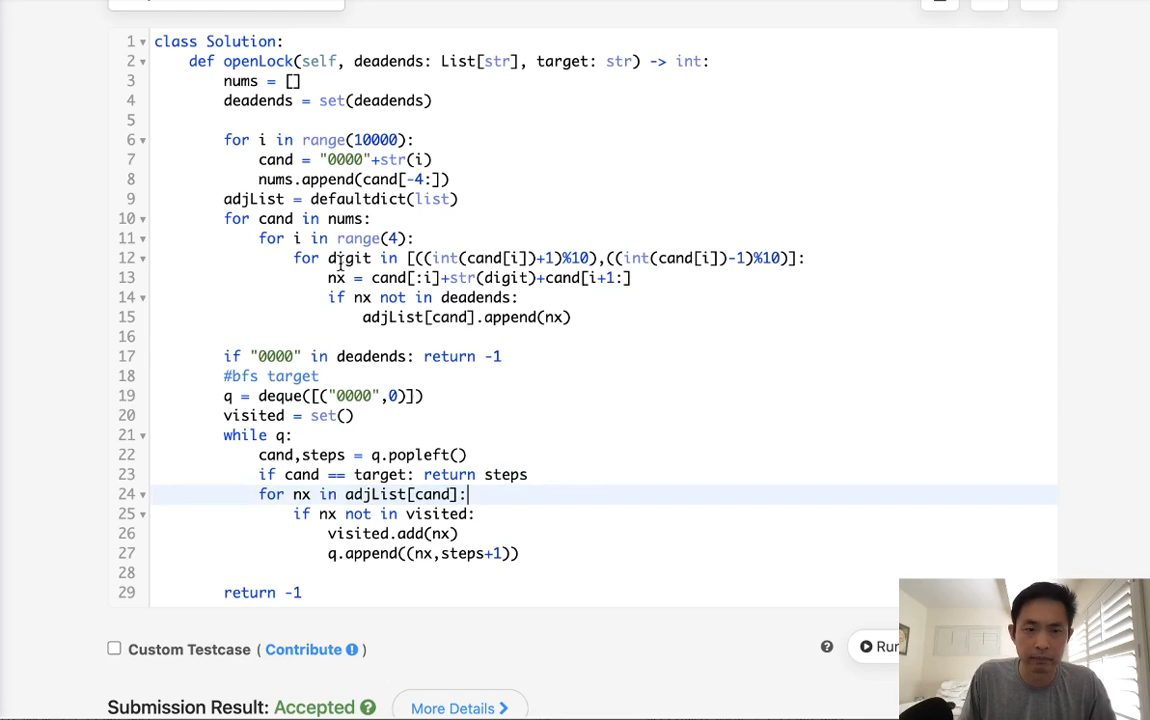 1 class Solution:
2 def openLock(self, deadends: List[str], target: str) -> int:
3 nums = []
4 deadends = set(deadends)
5
6 for i in range(10000):
7 cand = "0000"+str(i)
8 nums.append(cand[-4:])
9 adjList = defaultdict(list)
10 for cand in nums:
11 for i in range(4):
12 for digit in [((int(cand[i])+1)%10),((int(cand[i])-1)%10)]:
13 nx = cand[:i]+str(digit)+cand[i+1:]
14 if nx not in deadends:
15 adjList[cand].append(nx)
16
17 if "0000" in deadends: return -1
18 #bfs target
19 q = deque([("0000",0)])
20 visited = set()
21 while q:
22 cand,steps = q.popleft()
23 if cand == target: return steps
24 for nx in adjList[cand]:
25 if nx not in visited:
26 visited.add(nx)
27 q.append((nx,steps+1))
28
29 return -1
Custom Testcase ( Contribute )
Submission Result: Accepted More Details